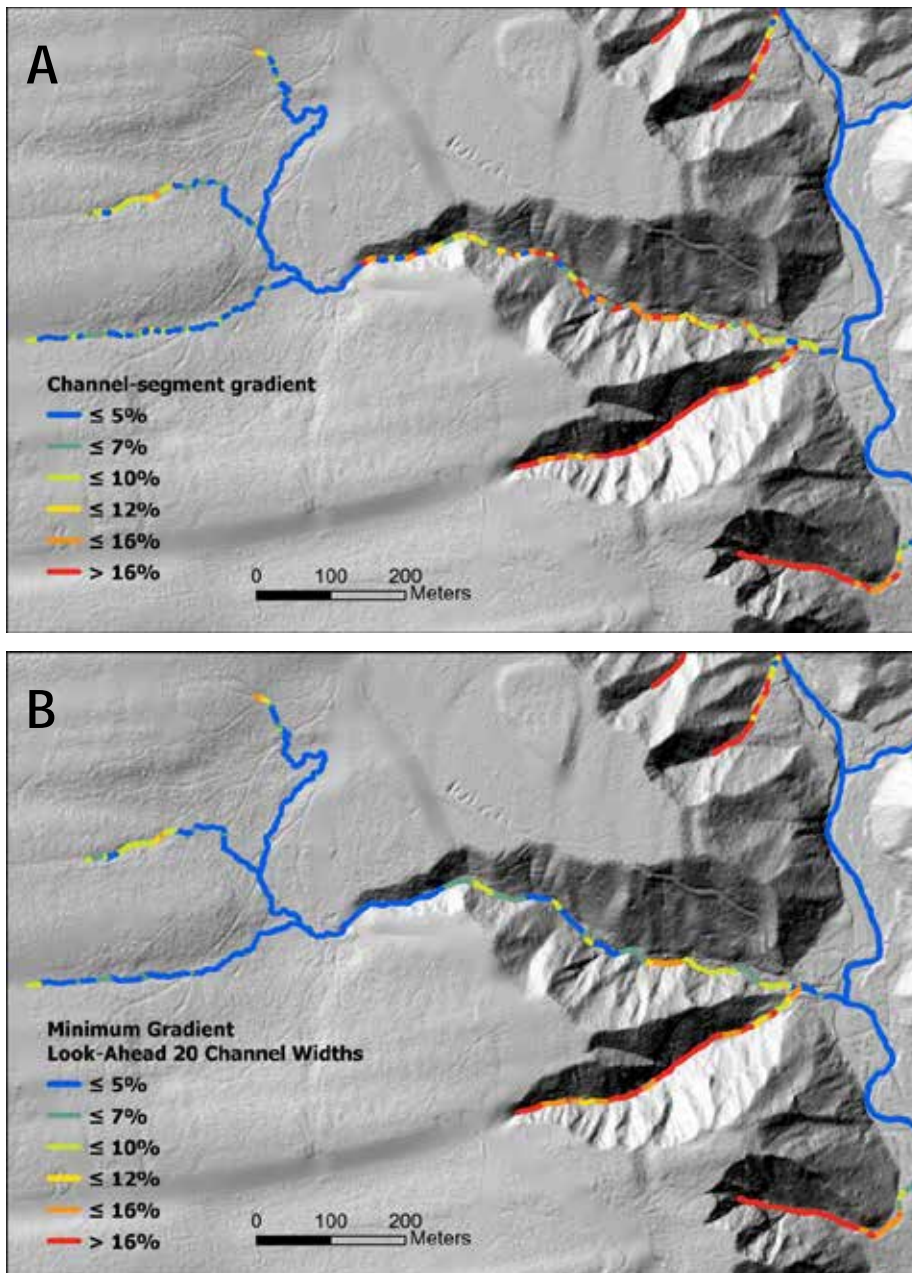 A
Channel-segment gradient
≤ 5%
≤ 7%
≤ 10%
≤ 12%
≤ 16%
> 16%
0 100 200
Meters
B
Minimum Gradient
Look-Ahead 20 Channel Widths
≤ 5%
≤ 7%
≤ 10%
≤ 12%
≤ 16%
> 16%
0 100 200
Meters